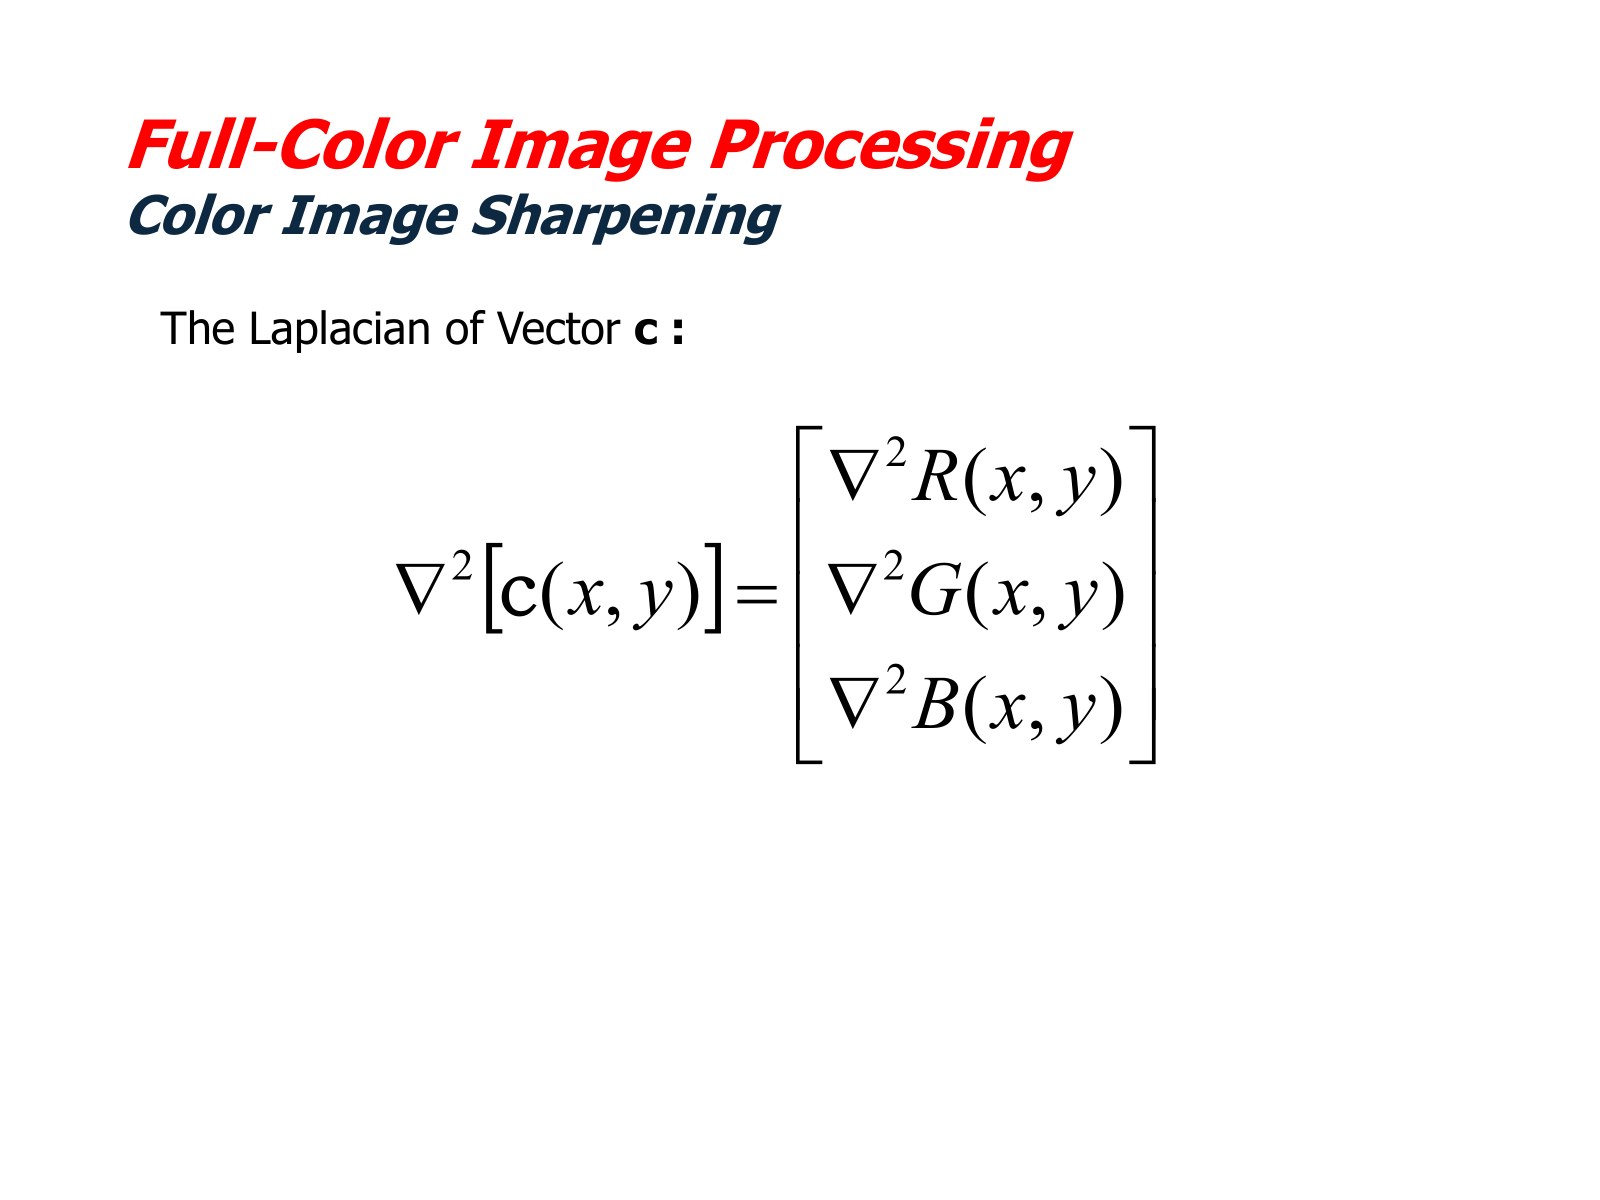 Full-Color Image Processing
Color Image Sharpening
The Laplacian of Vector c :
∇²[c(x, y)] = [∇²R(x, y)
∇²G(x, y)
∇²B(x, y)]